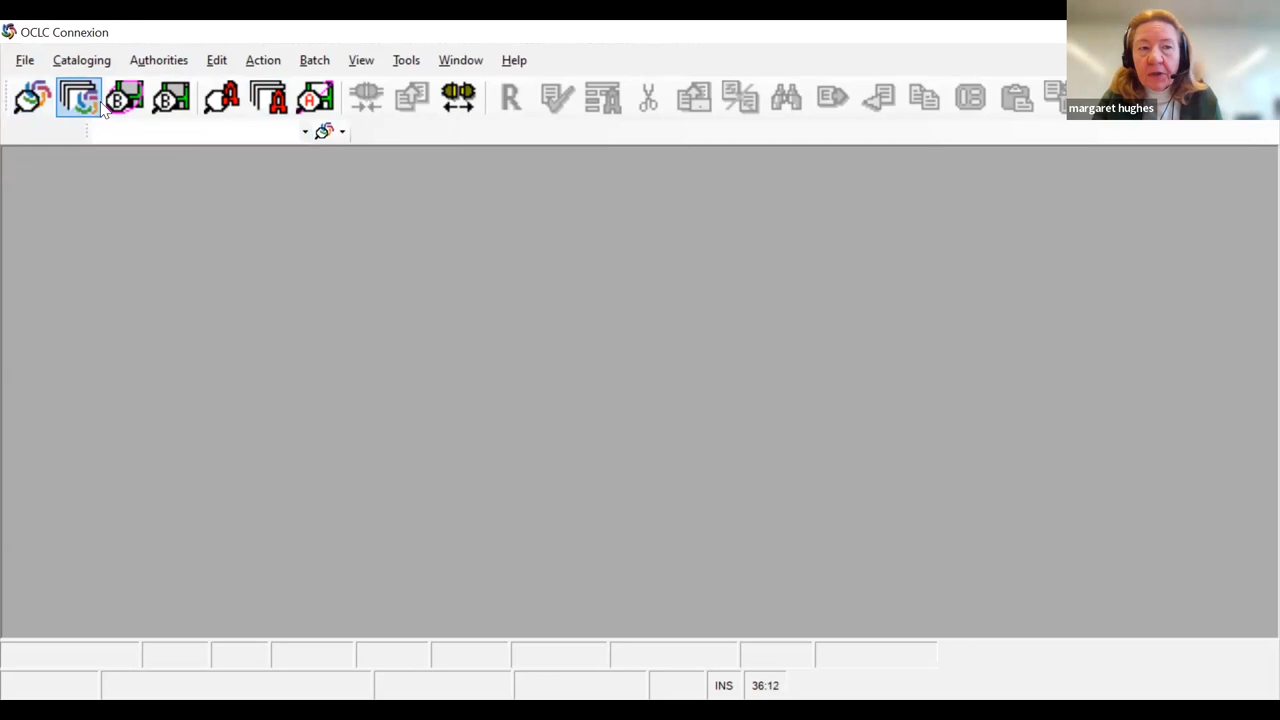 OCLC Connexion
File Cataloging Authorities Edit Action Batch View Tools Window Help
B B A R
margaret hughes
INS 36:12